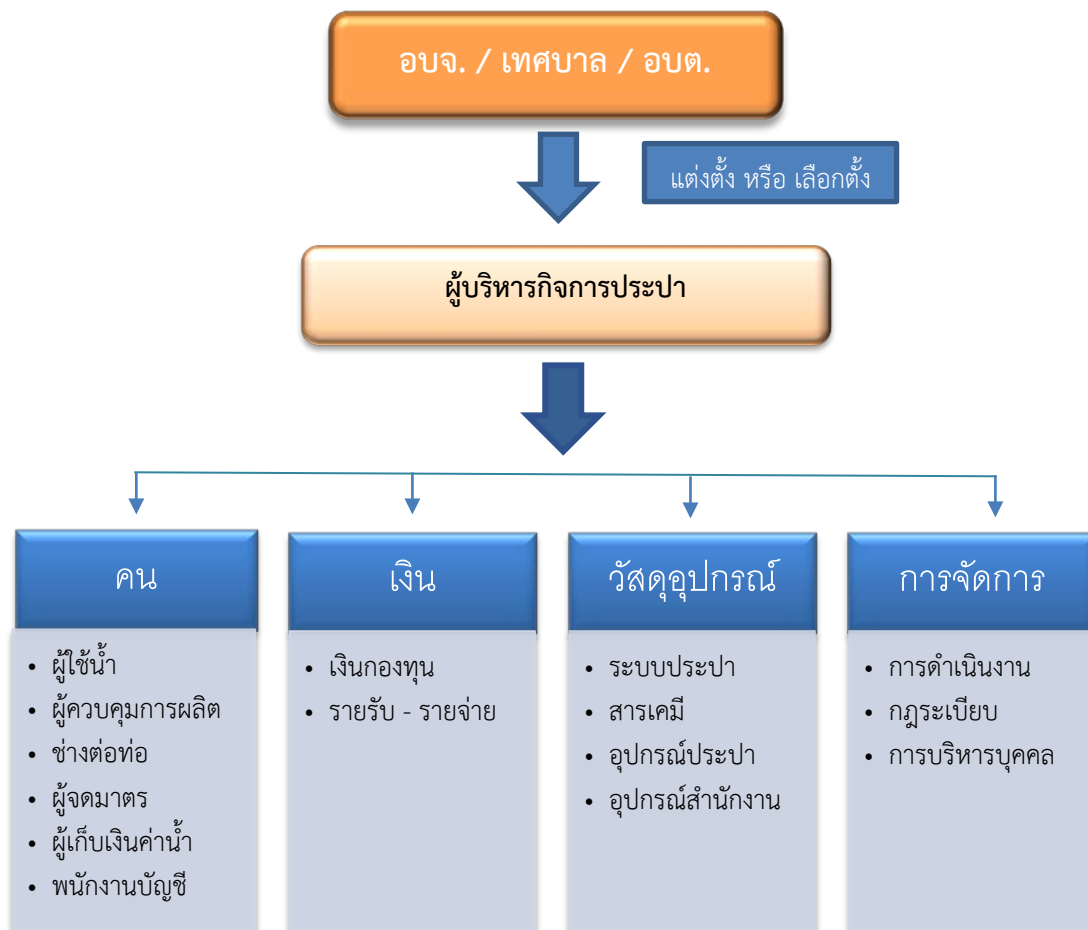 อบจ. / เทศบาล / อบต.
แต่งตั้ง หรือ เลือกตั้ง
ผู้บริหารกิจการประปา
คน
• ผู้ใช้น้ำ
• ผู้ควบคุมการผลิต
• ช่างต่อท่อ
• ผู้จดมาตร
• ผู้เก็บเงินค่าน้ำ
• พนักงานบัญชี
เงิน
• เงินกองทุน
• รายรับ - รายจ่าย
วัสดุอุปกรณ์
• ระบบประปา
• สารเคมี
• อุปกรณ์ประปา
• อุปกรณ์สำนักงาน
การจัดการ
• การดำเนินงาน
• กฎระเบียบ
• การบริหารบุคคล